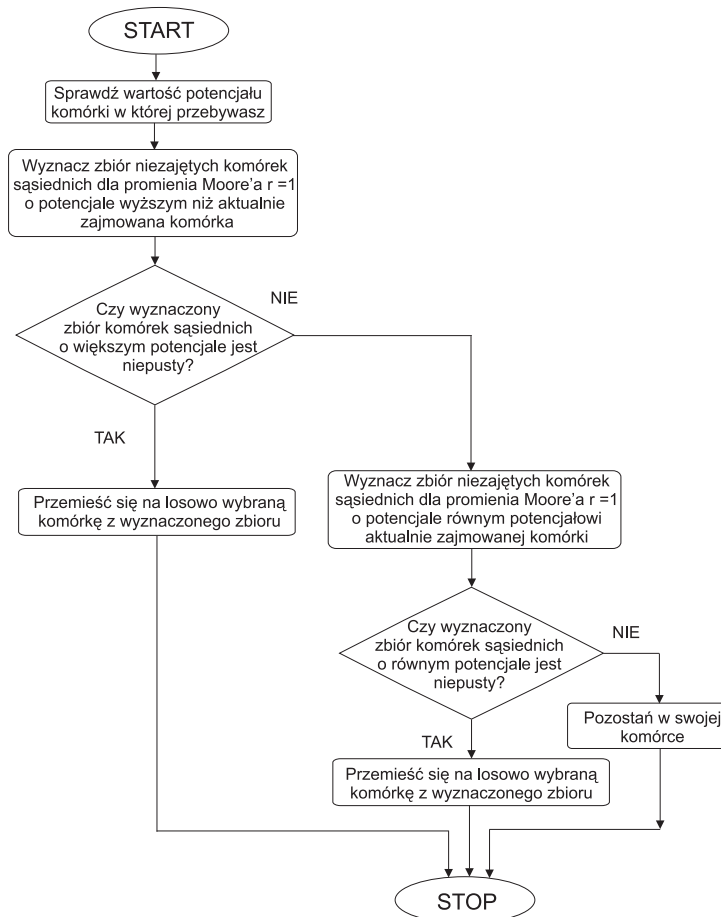 START
Sprawdź wartość potencjału
komórki w której przebywasz
Wyznacz zbiór niezajętych komórek
sąsiednich dla promienia Moore'a r =1
o potencjale wyższym niż aktualnie
zajmowana komórka
NIE
Czy wyznaczony
zbiór komórek sąsiednich
o większym potencjale jest
niepusty?
TAK
Przemieść się na losowo wybraną
komórkę z wyznaczonego zbioru
Wyznacz zbiór niezajętych komórek
sąsiednich dla promienia Moore'a r =1
o potencjale równym potencjałowi
aktualnie zajmowanej komórki
Czy wyznaczony
zbiór komórek sąsiednich
o równym potencjale jest
niepusty?
NIE
Pozostań w swojej
komórce
TAK
Przemieść się na losowo wybraną
komórkę z wyznaczonego zbioru
STOP